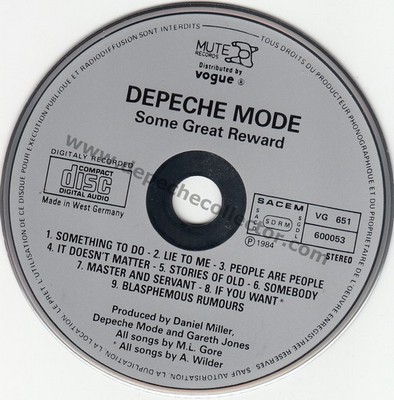 TOUS DROITS DU PRODUCTEUR PHONOGRAPHIQUE ET DU PROPRIETAIRE DE L'OEUVRE ENREGISTREE RESERVES. SAUF AUTORISATION, LA DUPLICATION, LA LOCATION, LE PRET, L'UTILISATION DE CE DISQUE POUR L'EXECUTION PUBLIQUE ET RADIODIFFUSION SONT INTERDITS
MUTE
RECORDS
Distributed by
vogue
DEPECHE MODE
Some Great Reward
www.depechecollector.com
DIGITALLY RECORDED
COMPACT
disc
DIGITAL AUDIO
Made in West Germany
SACEM
SDRM
VG 651
600053
℗ 1984
STEREO
1. SOMETHING TO DO - 2. LIE TO ME - 3. PEOPLE ARE PEOPLE
4. IT DOESN'T MATTER - 5. STORIES OF OLD - 6. SOMEBODY
7. MASTER AND SERVANT - 8. IF YOU WANT *
9. BLASPHEMOUS RUMOURS
Produced by Daniel Miller,
Depeche Mode and Gareth Jones
All songs by M.L. Gore
* All songs by A. Wilder